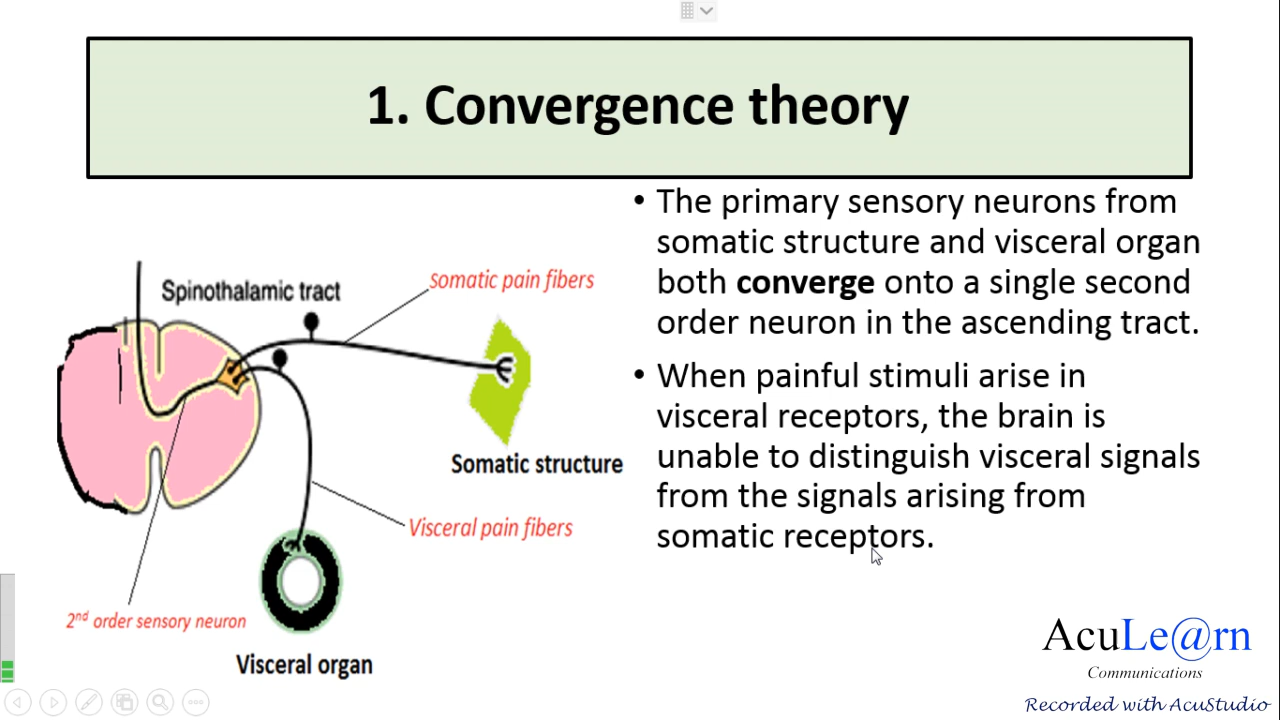 1. Convergence theory
• The primary sensory neurons from
somatic structure and visceral organ
both converge onto a single second
order neuron in the ascending tract.
• When painful stimuli arise in
visceral receptors, the brain is
unable to distinguish visceral signals
from the signals arising from
somatic receptors.
Spinothalamic tract
Somatic pain fibers
Somatic structure
Visceral pain fibers
2nd order sensory neuron
Visceral organ
AcuLe@rn
Communications
Recorded with AcuStudio